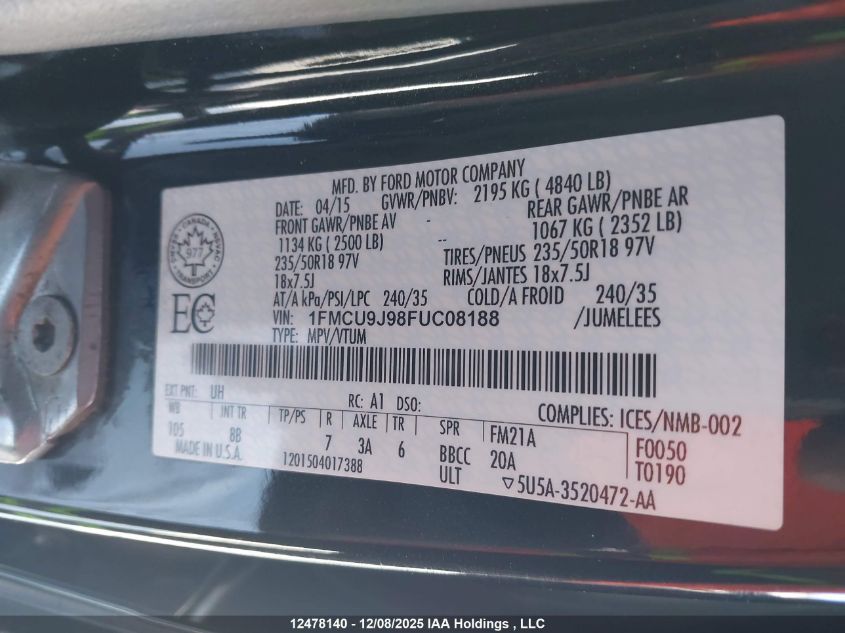 MFD. BY FORD MOTOR COMPANY
DATE: 04/15 GVWR/PNBV: 2195 KG ( 4840 LB)
FRONT GAWR/PNBE AV - REAR GAWR/PNBE AR
1134 KG ( 2500 LB) -- 1067 KG ( 2352 LB)
235/50R18 97V TIRES/PNEUS 235/50R18 97V
18x7.5J RIMS/JANTES 18x7.5J
AT/A kPa/PSI/LPC 240/35 COLD/A FROID 240/35
VIN: 1FMCU9J98FUC08188 /JUMELEES
TYPE: MPV/VTUM
CANADA
977
TRANSPORT
EC
EXT PNT: UH RC: A1 DSO:
COMPLIES: ICES/NMB-002
WB INT TR TP/PS R AXLE TR SPR FM21A F0050
105 8B 7 3A 6 BBCC 20A T0190
MADE IN U.S.A. 1201504017388 ULT ▽5U5A-3520472-AA
12478140 - 12/08/2025 IAA Holdings , LLC